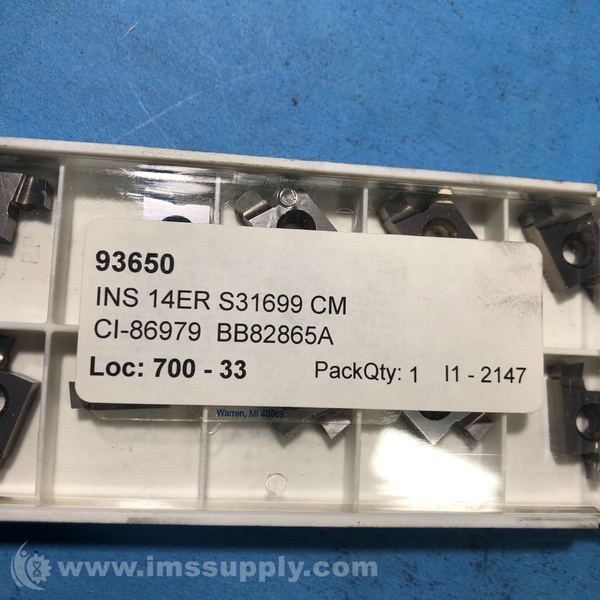 93650
INS 14ER S31699 CM
CI-86979 BB82865A
Loc: 700 - 33 PackQty: 1 I1 - 2147
Warren, MI 48089
www.imssupply.com